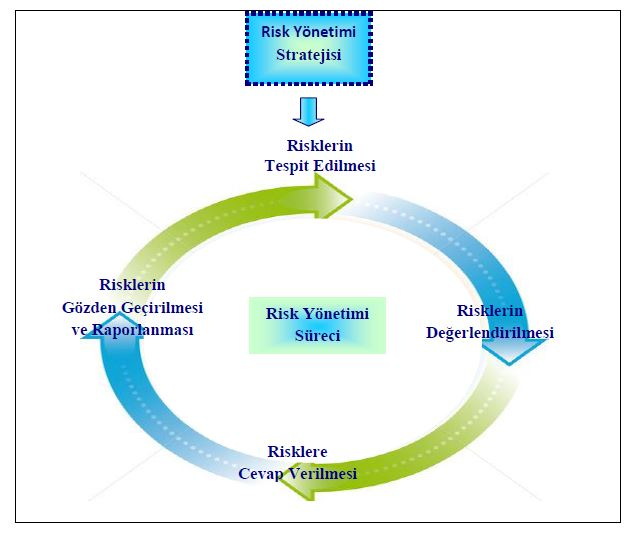 Risk Yönetimi
Stratejisi
Risklerin
Tespit Edilmesi
Risklerin
Değerlendirilmesi
Risklere
Cevap Verilmesi
Risklerin
Gözden Geçirilmesi
ve Raporlanması
Risk Yönetimi
Süreci